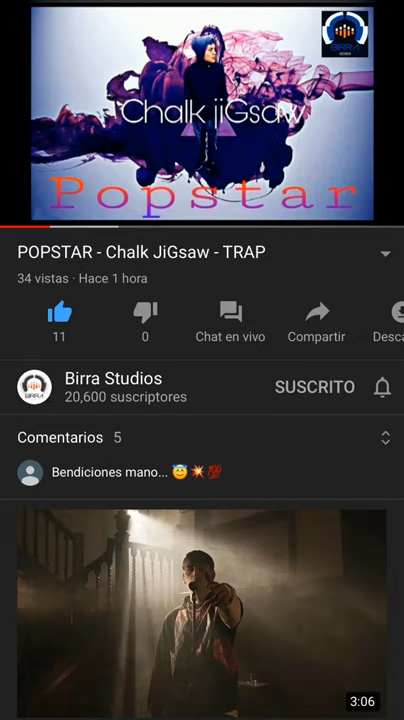 BIRRA
Chalk jiGsaw
Popstar
POPSTAR - Chalk JiGsaw - TRAP
34 vistas · Hace 1 hora
11
0
Chat en vivo
Compartir
Desca
BIRRA
Birra Studios
20,600 suscriptores
SUSCRITO
Comentarios 5
Bendiciones mano... 😇💥💯
3:06